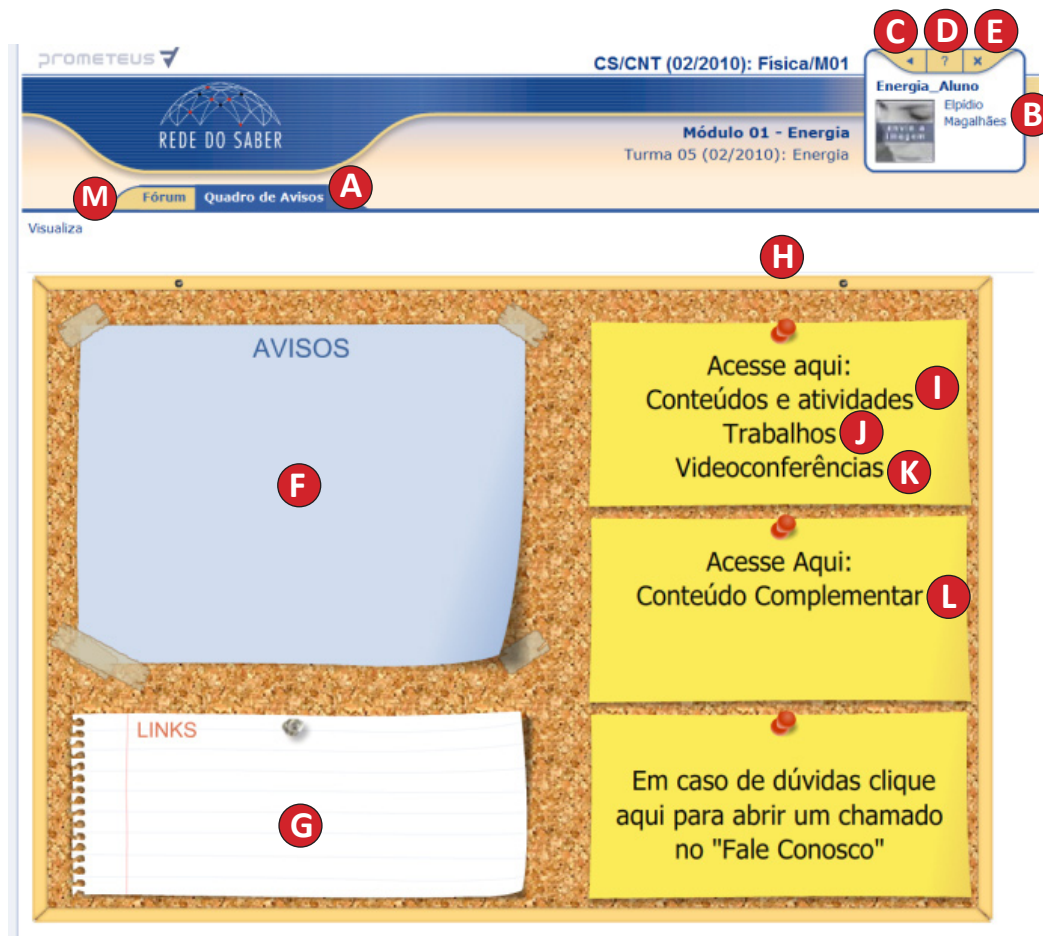 C D E
PROMETEUS
CS/CNT (02/2010): Física/M01
◄ ? x
Energia_Aluno
Elpídio
Magalhães
B
envie a
imagem
REDE DO SABER
Módulo 01 - Energia
Turma 05 (02/2010): Energia
M
Fórum
Quadro de Avisos
A
Visualiza
H
AVISOS
F
Acesse aqui:
Conteúdos e atividades
I
Trabalhos
J
Videoconferências
K
Acesse Aqui:
Conteúdo Complementar
L
LINKS
G
Em caso de dúvidas clique
aqui para abrir um chamado
no "Fale Conosco"